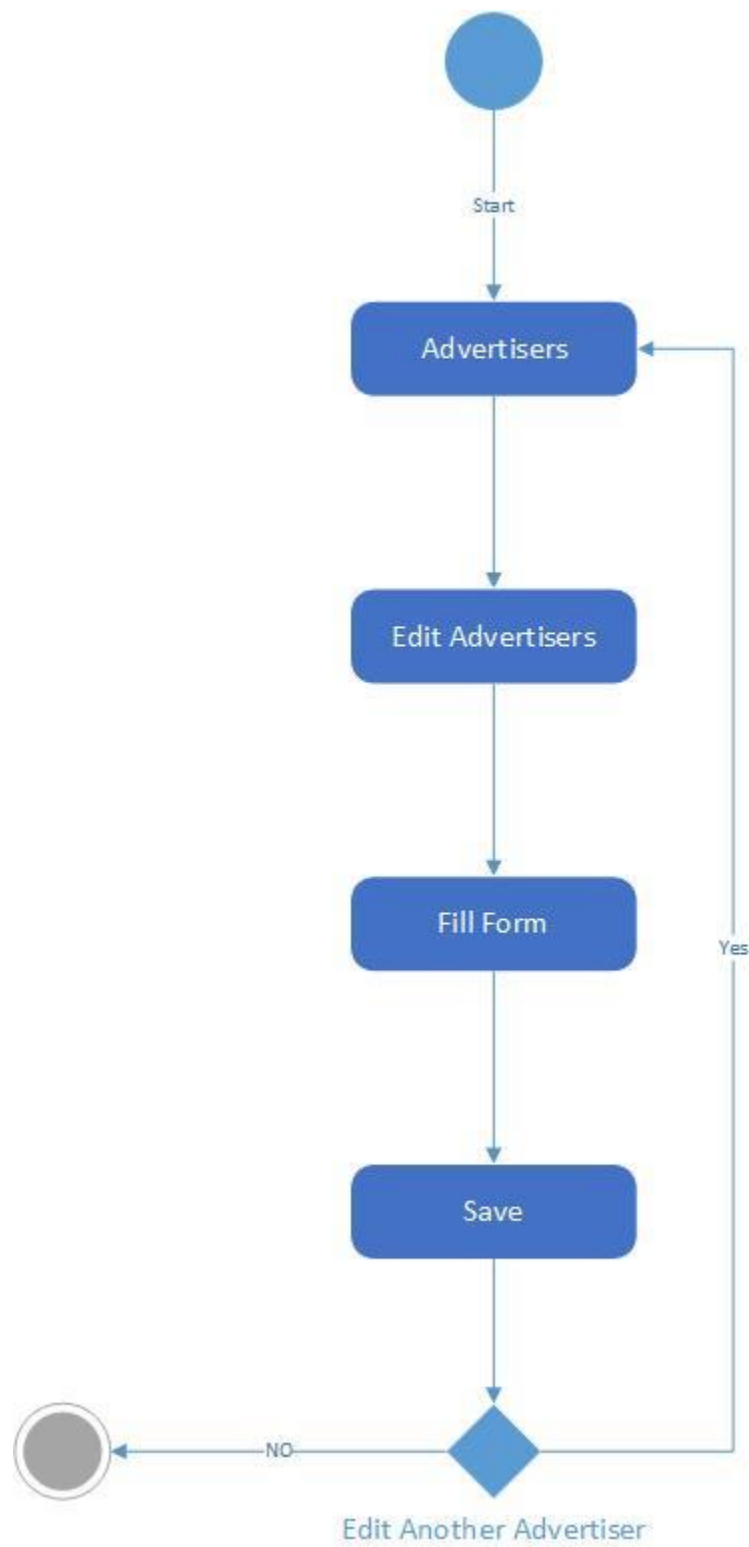 Start
Advertisers
Edit Advertisers
Fill Form
Yes
Save
NO
Edit Another Advertiser